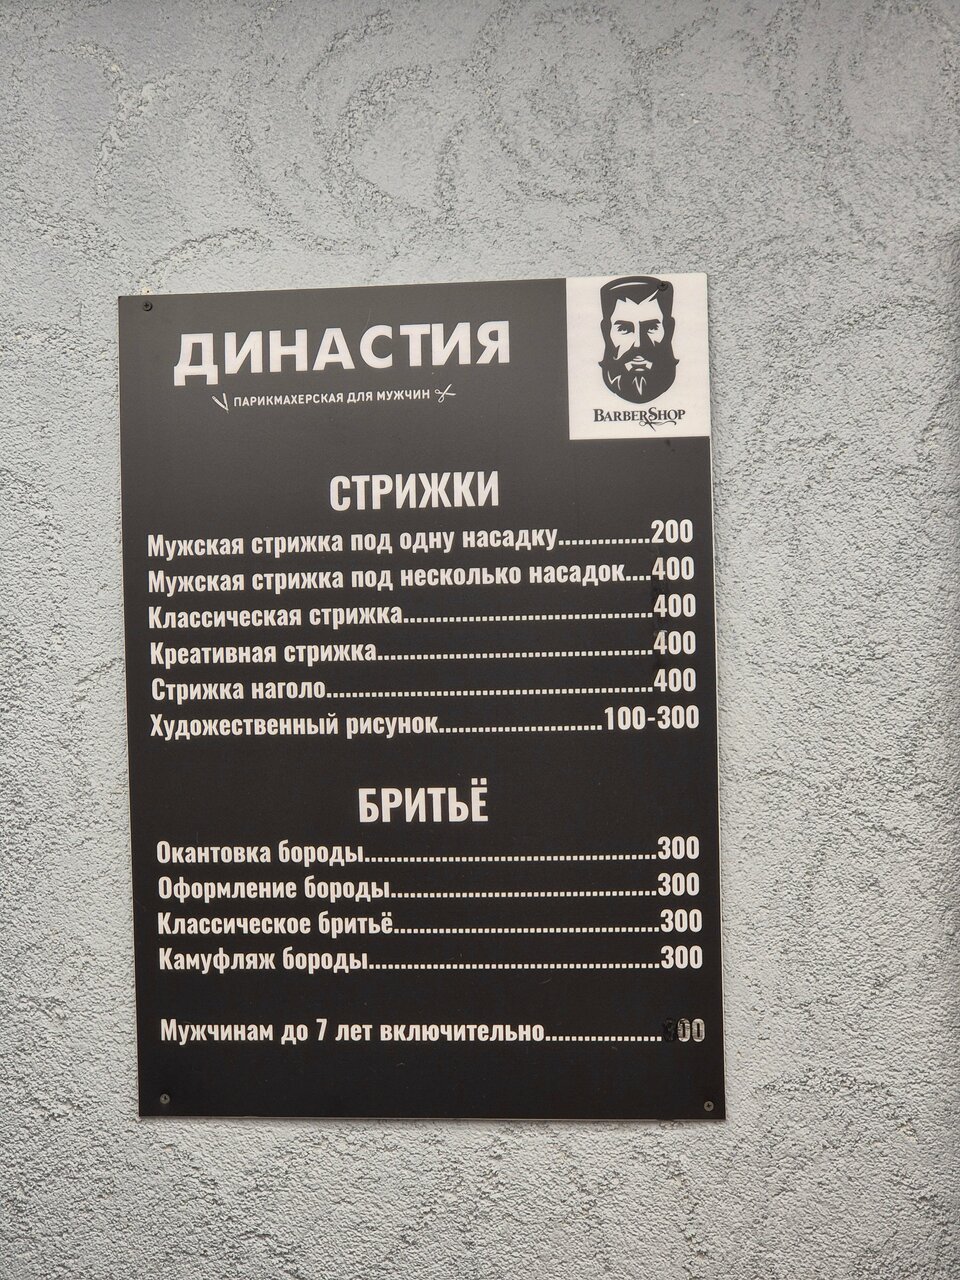 ДИНАСТИЯ
ПАРИКМАХЕРСКАЯ ДЛЯ МУЖЧИН
BARBERSHOP
СТРИЖКИ
Мужская стрижка под одну насадку..............200
Мужская стрижка под несколько насадок....400
Классическая стрижка.......................................400
Креативная стрижка...........................................400
Стрижка наголо...................................................400
Художественный рисунок.........................100-300
БРИТЬЁ
Окантовка бороды..............................................300
Оформление бороды..........................................300
Классическое бритьё.........................................300
Камуфляж бороды..............................................300
Мужчинам до 7 лет включительно..................